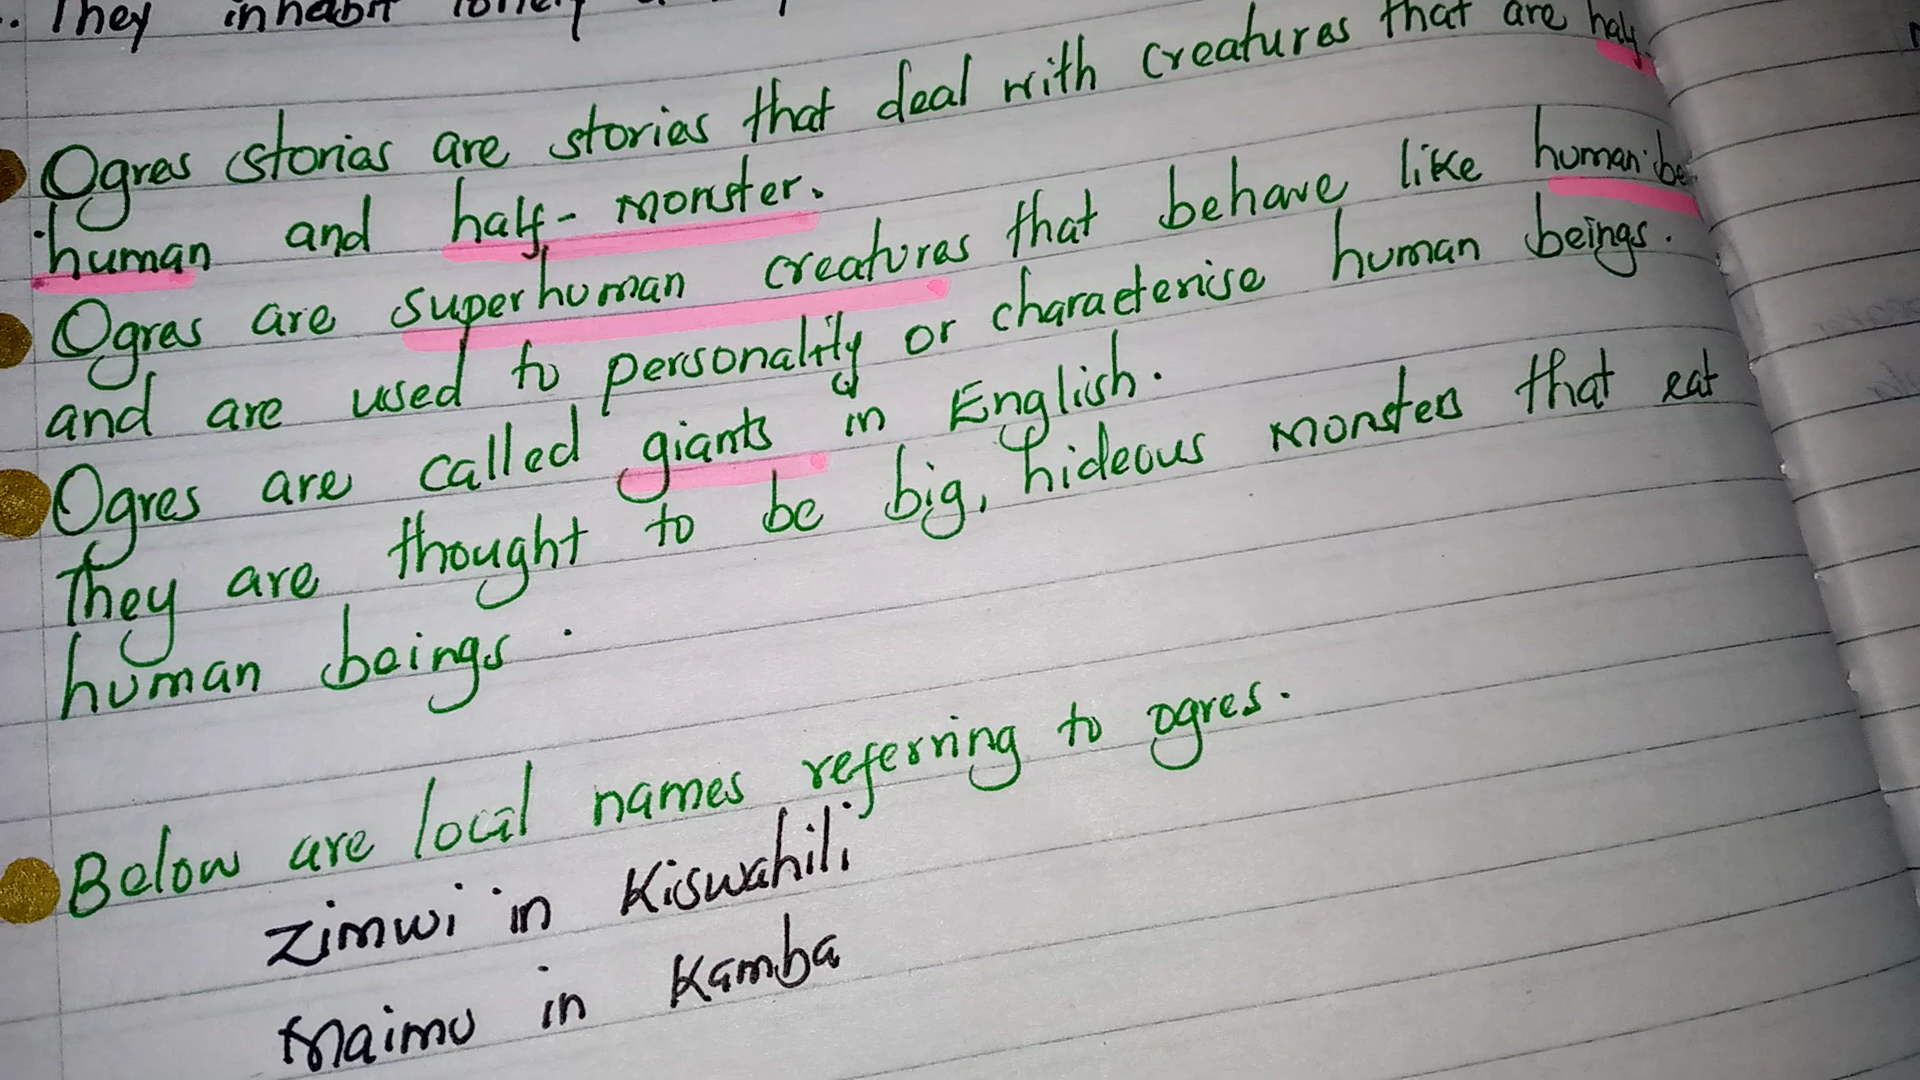 They inhabit lonely
Ogres stories are stories that deal with creatures that are half-
human and half-monster.
Ogres are superhuman creatures that behave like human be
and are used to personality or characterise human beings.
Ogres are called giants in English.
They are thought to be big, hideous monsters that eat
human beings.
Below are local names referring to ogres.
Zimwi in Kiswahili
Maimu in Kamba